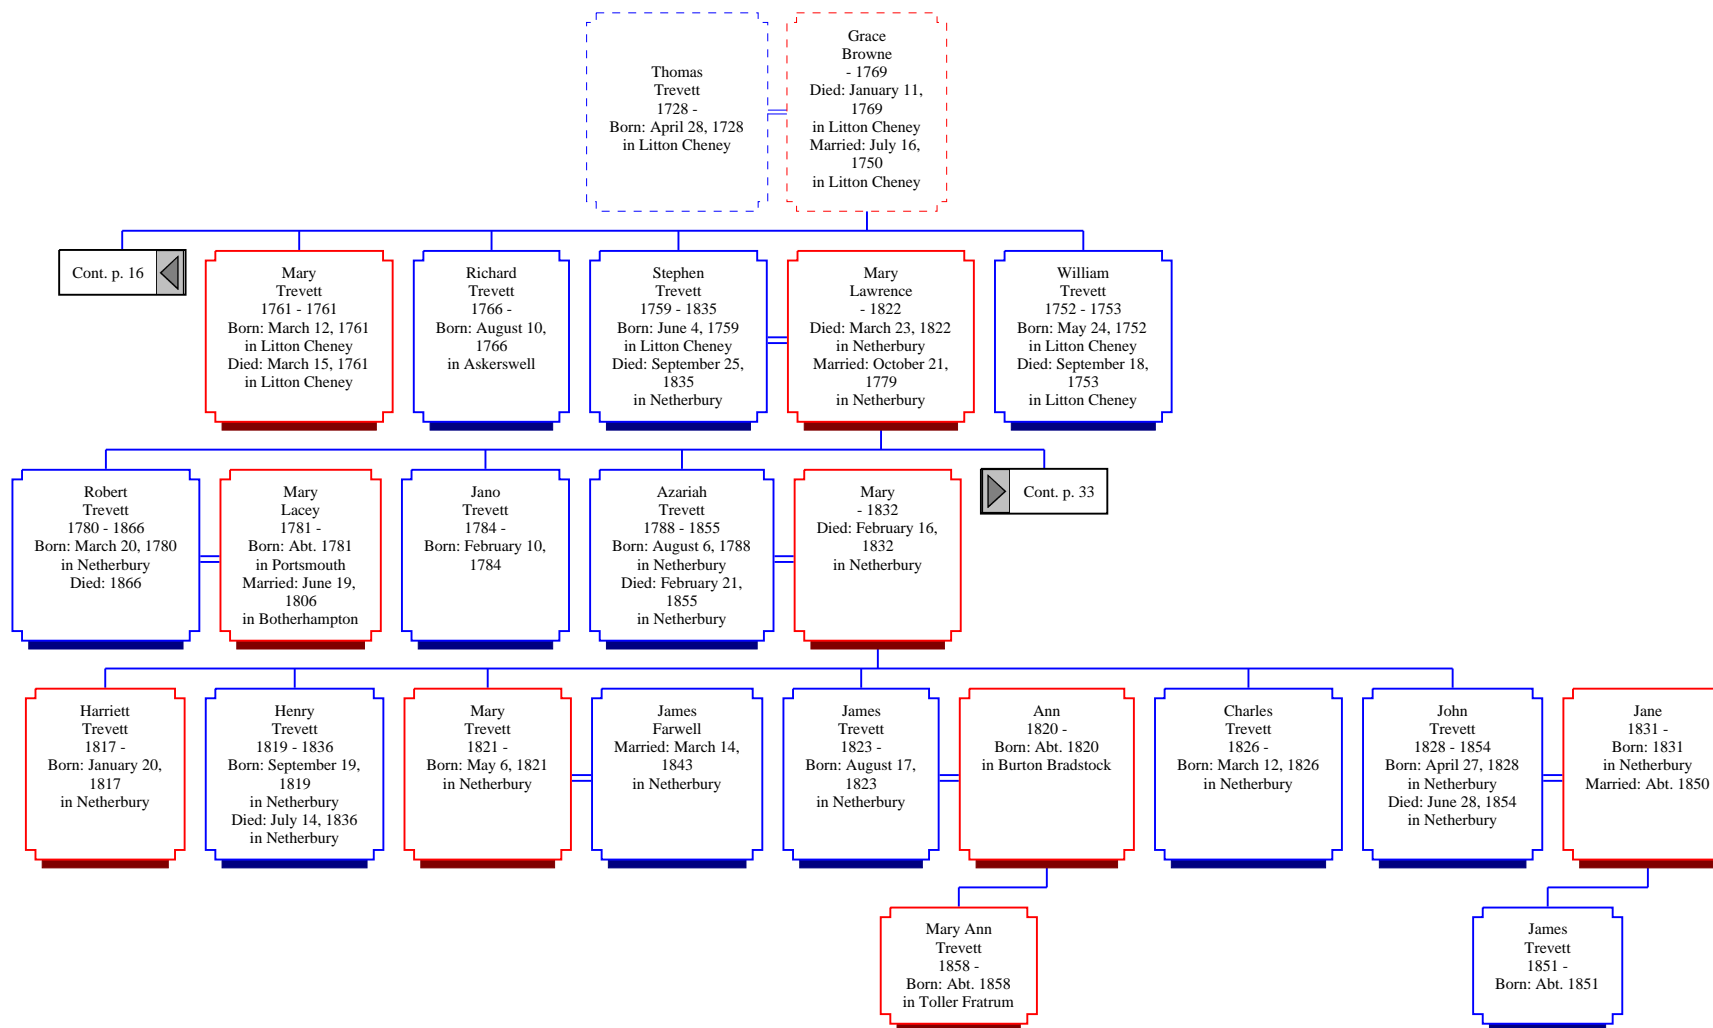 Thomas
Trevett
1728 -
Born: April 28, 1728
in Litton Cheney
Grace
Browne
- 1769
Died: January 11,
1769
in Litton Cheney
Married: July 16,
1750
in Litton Cheney
Cont. p. 16
Mary
Trevett
1761 - 1761
Born: March 12, 1761
in Litton Cheney
Died: March 15, 1761
in Litton Cheney
Richard
Trevett
1766 -
Born: August 10,
1766
in Askerswell
Stephen
Trevett
1759 - 1835
Born: June 4, 1759
in Litton Cheney
Died: September 25,
1835
in Netherbury
Mary
Lawrence
- 1822
Died: March 23, 1822
in Netherbury
Married: October 21,
1779
in Netherbury
William
Trevett
1752 - 1753
Born: May 24, 1752
in Litton Cheney
Died: September 18,
1753
in Litton Cheney
Robert
Trevett
1780 - 1866
Born: March 20, 1780
in Netherbury
Died: 1866
Mary
Lacey
1781 -
Born: Abt. 1781
in Portsmouth
Married: June 19,
1806
in Botherhampton
Jano
Trevett
1784 -
Born: February 10,
1784
Azariah
Trevett
1788 - 1855
Born: August 6, 1788
in Netherbury
Died: February 21,
1855
in Netherbury
Mary
- 1832
Died: February 16,
1832
in Netherbury
Cont. p. 33
Harriett
Trevett
1817 -
Born: January 20,
1817
in Netherbury
Henry
Trevett
1819 - 1836
Born: September 19,
1819
in Netherbury
Died: July 14, 1836
in Netherbury
Mary
Trevett
1821 -
Born: May 6, 1821
in Netherbury
James
Farwell
Married: March 14,
1843
in Netherbury
James
Trevett
1823 -
Born: August 17,
1823
in Netherbury
Ann
1820 -
Born: Abt. 1820
in Burton Bradstock
Charles
Trevett
1826 -
Born: March 12, 1826
in Netherbury
John
Trevett
1828 - 1854
Born: April 27, 1828
in Netherbury
Died: June 28, 1854
in Netherbury
Jane
1831 -
Born: 1831
in Netherbury
Married: Abt. 1850
Mary Ann
Trevett
1858 -
Born: Abt. 1858
in Toller Fratrum
James
Trevett
1851 -
Born: Abt. 1851